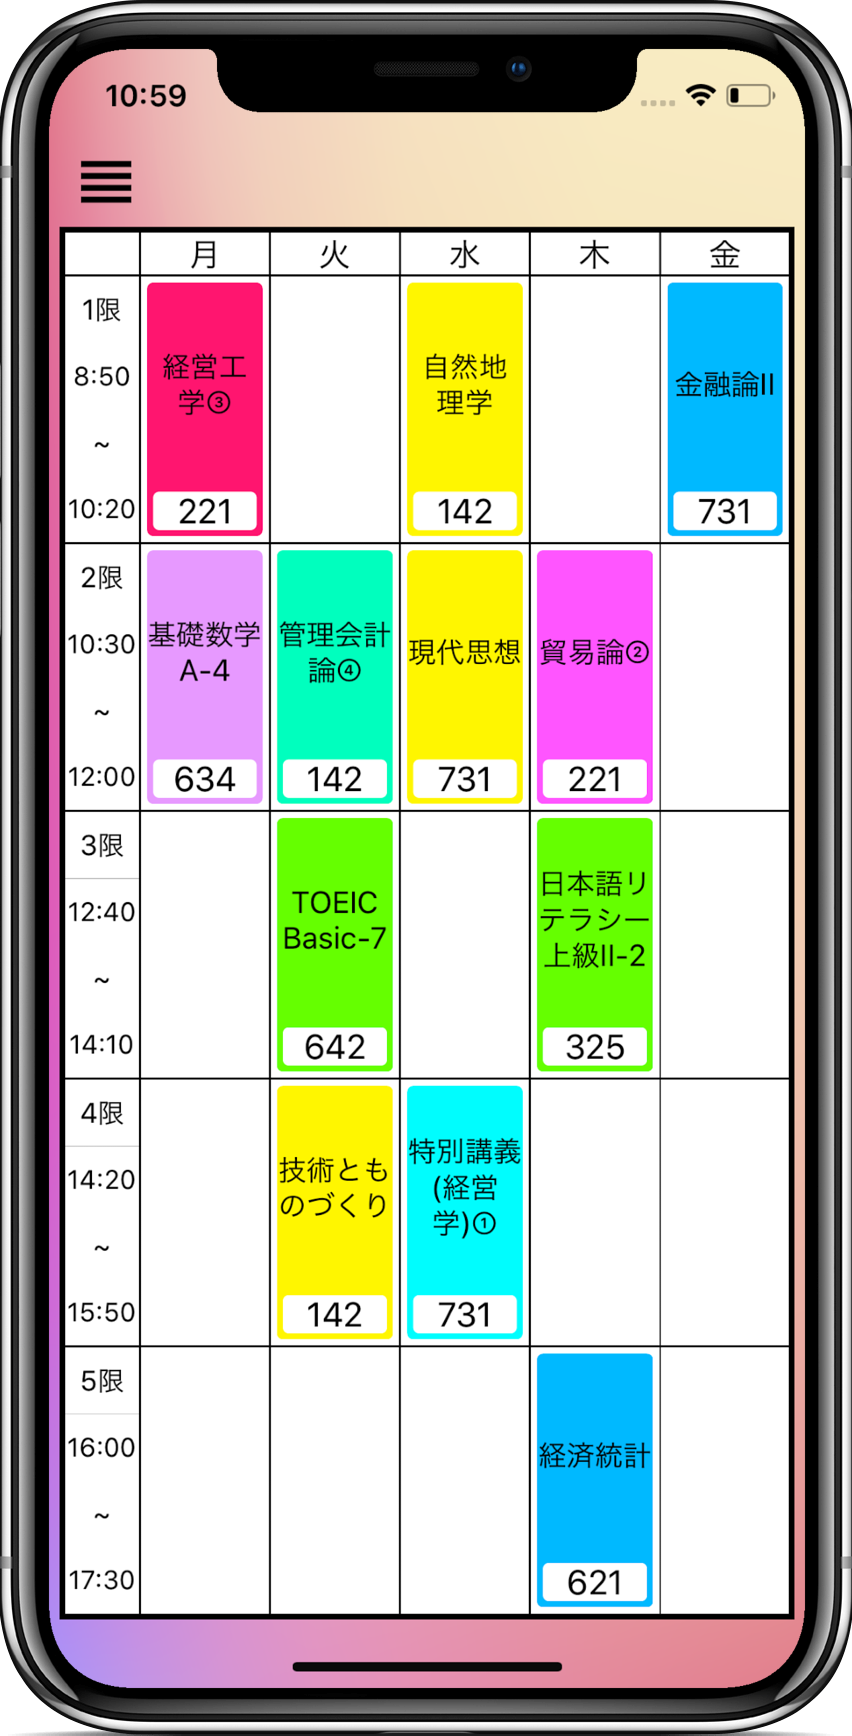 10:59
月 火 水 木 金
1限
8:50
~
10:20
経営工
学③
221
自然地
理学
142
金融論II
731
2限
10:30
~
12:00
基礎数学
A-4
634
管理会計
論④
142
現代思想
731
貿易論②
221
3限
12:40
~
14:10
TOEIC
Basic-7
642
日本語リ
テラシー
上級II-2
325
4限
14:20
~
15:50
技術とも
のづくり
142
特別講義
(経営
学)①
731
5限
16:00
~
17:30
経済統計
621